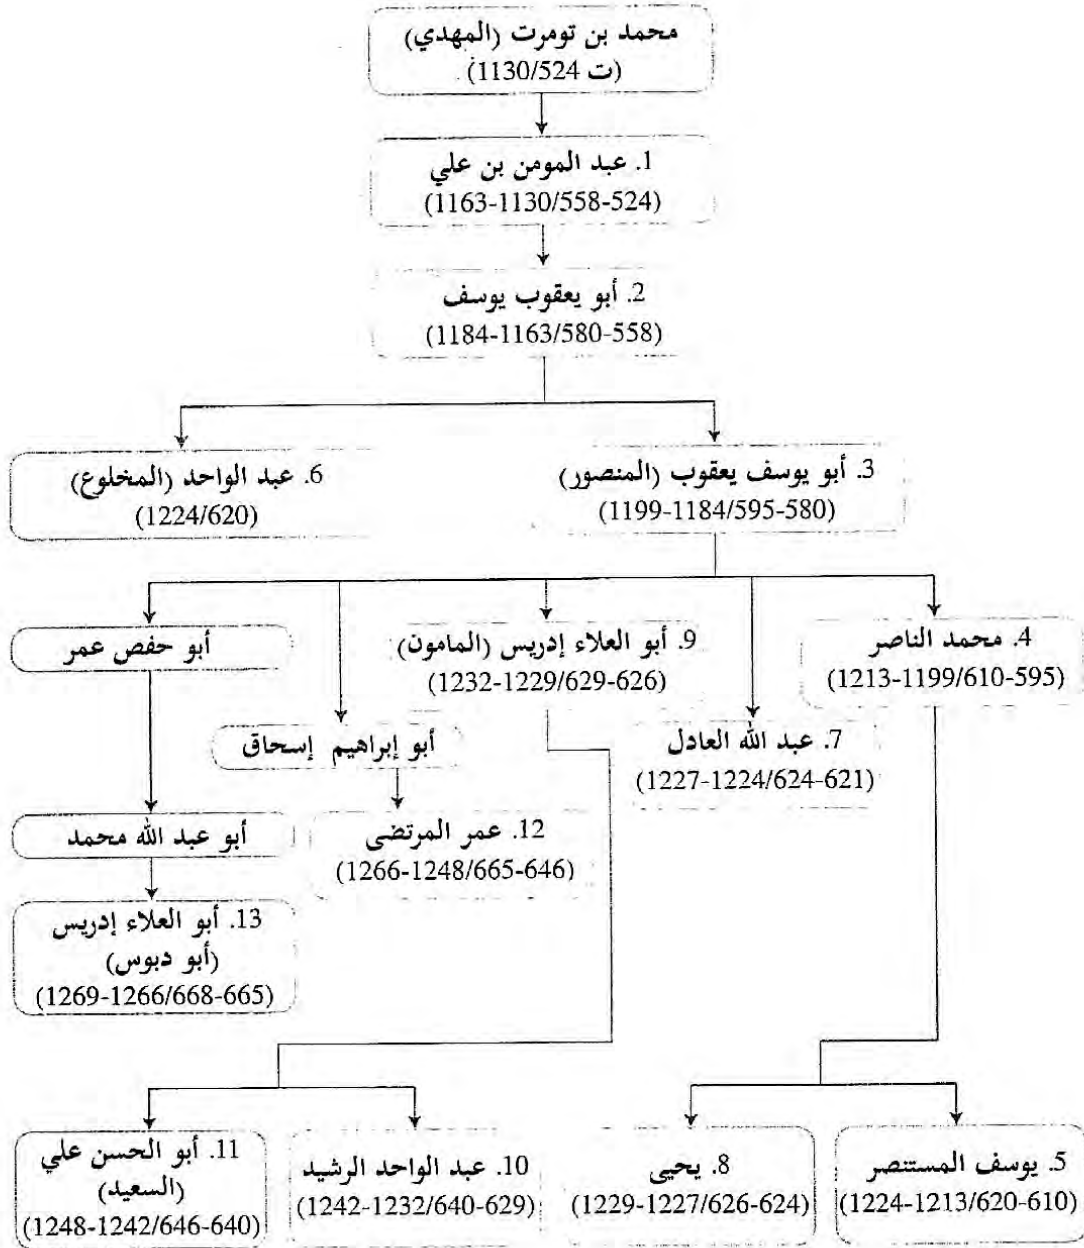 محمد بن تومرت (المهدي)
(ت 1130/524)
1. عبد المومن بن علي
(1163-1130/558-524)
2. أبو يعقوب يوسف
(1184-1163/580-558)
3. أبو يوسف يعقوب (المنصور)
(1199-1184/595-580)
6. عبد الواحد (المخلوع)
(1224/620)
4. محمد الناصر
(1213-1199/610-595)
7. عبد الله العادل
(1227-1224/624-621)
9. أبو العلاء إدريس (المامون)
(1232-1229/629-626)
أبو إبراهيم إسحاق
أبو حفص عمر
12. عمر المرتضى
(1266-1248/665-646)
أبو عبد الله محمد
13. أبو العلاء إدريس
(أبو دبوس)
(1269-1266/668-665)
5. يوسف المستنصر
(1224-1213/620-610)
8. يحيى
(1229-1227/626-624)
10. عبد الواحد الرشيد
(1242-1232/640-629)
11. أبو الحسن علي
(السعيد)
(1248-1242/646-640)